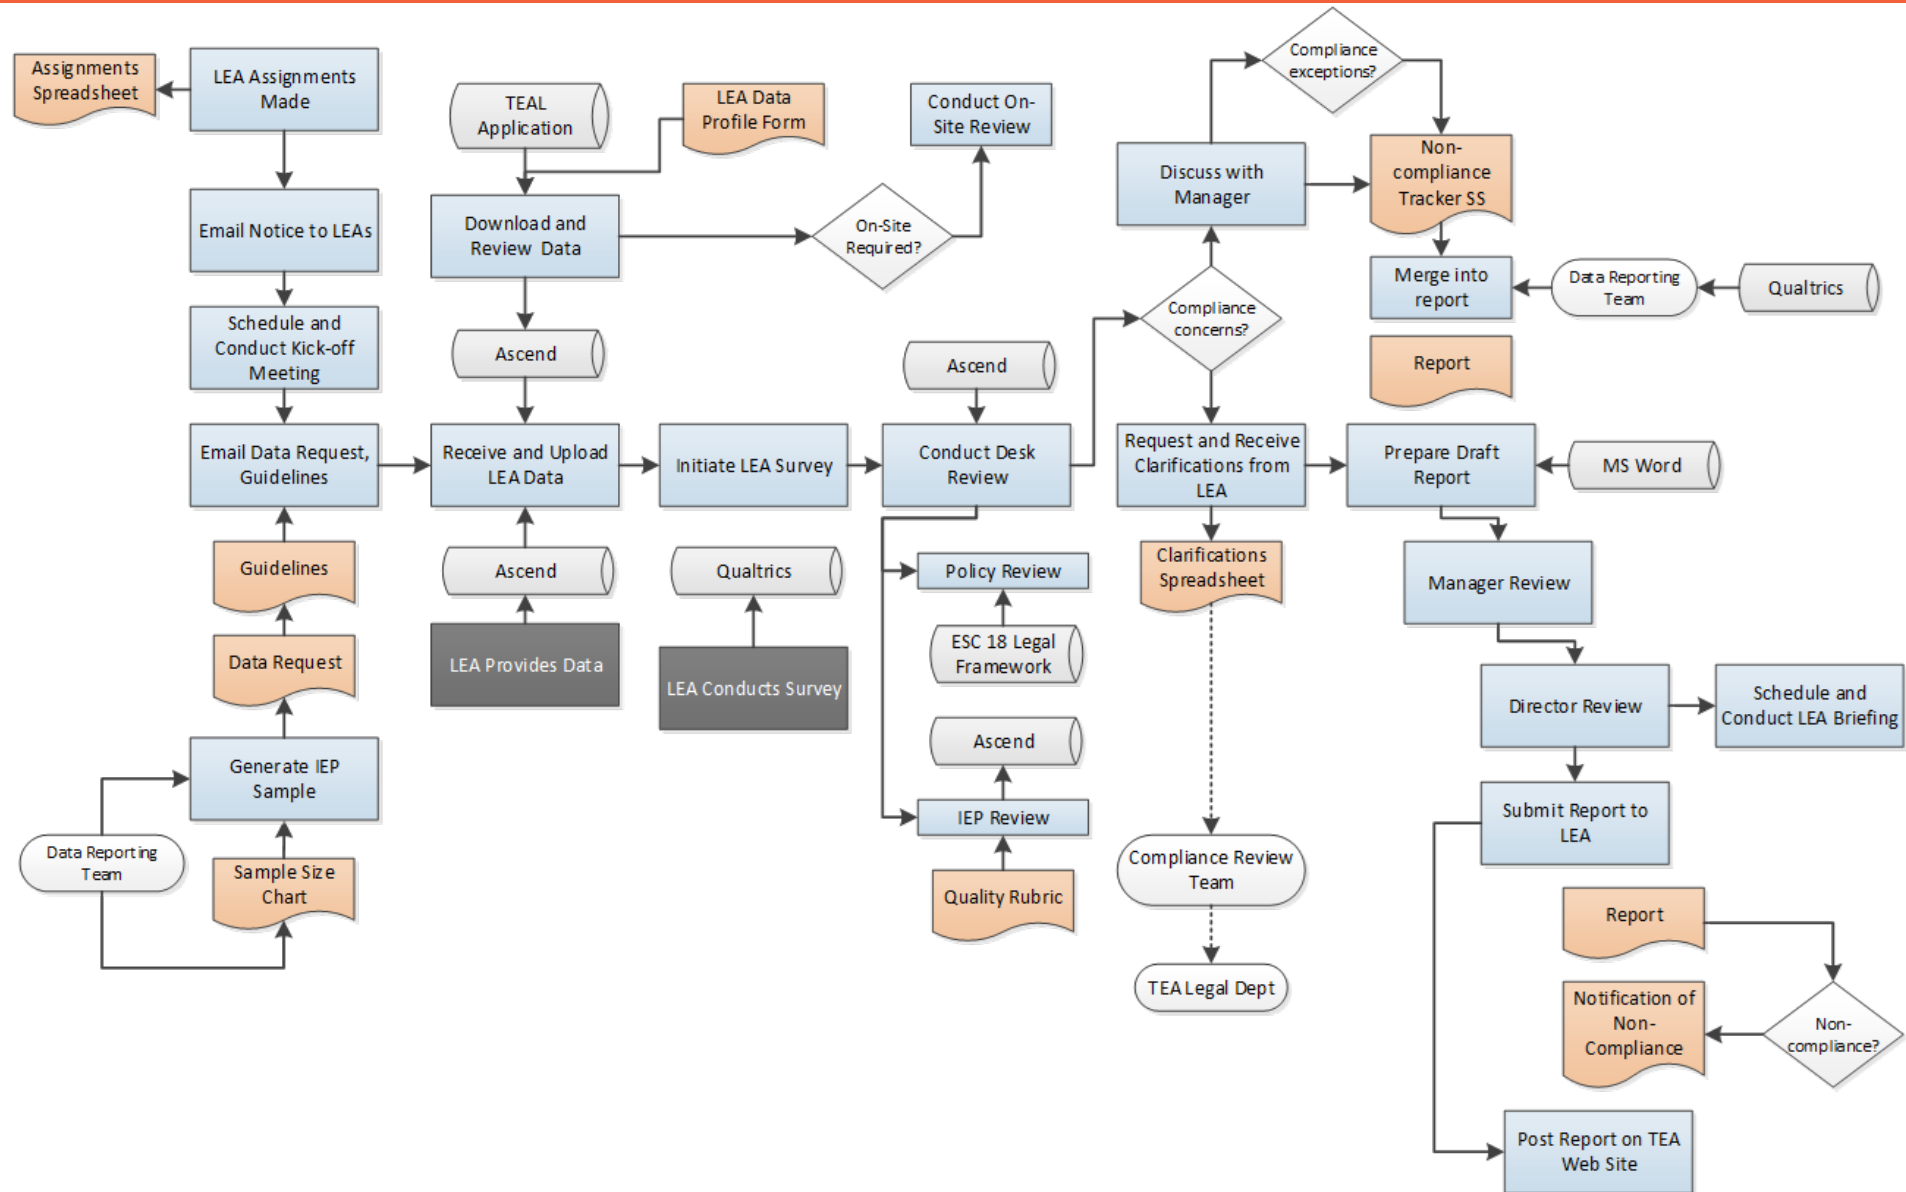 Assignments
Spreadsheet
LEA Assignments
Made
Email Notice to LEAs
Schedule and
Conduct Kick-off
Meeting
Email Data Request,
Guidelines
Guidelines
Data Request
Generate IEP
Sample
Data Reporting
Team
Sample Size
Chart
TEAL
Application
LEA Data
Profile Form
Download and
Review Data
Ascend
Receive and Upload
LEA Data
Ascend
LEA Provides Data
Conduct On-
Site Review
On-Site
Required?
Initiate LEA Survey
Qualtrics
LEA Conducts Survey
Ascend
Conduct Desk
Review
Policy Review
ESC 18 Legal
Framework
Ascend
IEP Review
Quality Rubric
Compliance
exceptions?
Discuss with
Manager
Compliance
concerns?
Request and Receive
Clarifications from
LEA
Clarifications
Spreadsheet
Compliance Review
Team
TEA Legal Dept
Non-
compliance
Tracker SS
Merge into
report
Data Reporting
Team
Qualtrics
Report
Prepare Draft
Report
MS Word
Manager Review
Director Review
Schedule and
Conduct LEA Briefing
Submit Report to
LEA
Report
Notification of
Non-
Compliance
Non-
compliance?
Post Report on TEA
Web Site